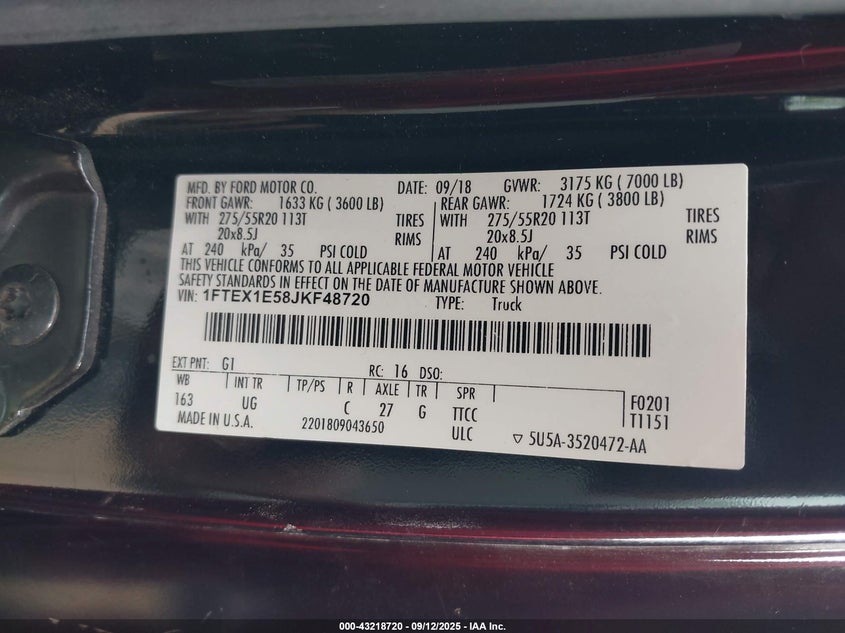 MFD. BY FORD MOTOR CO. DATE: 09/18 GVWR: 3175 KG ( 7000 LB)
FRONT GAWR: 1633 KG ( 3600 LB) REAR GAWR: 1724 KG ( 3800 LB)
WITH 275/55R20 113T TIRES WITH 275/55R20 113T TIRES
20x8.5J RIMS 20x8.5J RIMS
AT 240 kPa/ 35 PSI COLD AT 240 kPa/ 35 PSI COLD
THIS VEHICLE CONFORMS TO ALL APPLICABLE FEDERAL MOTOR VEHICLE
SAFETY STANDARDS IN EFFECT ON THE DATE OF MANUFACTURE SHOWN ABOVE.
VIN: 1FTEX1E58JKF48720 TYPE: Truck
EXT PNT: G1 RC: 16 DSO:
WB INT TR TP/PS R AXLE TR SPR
163 UG C 27 G TTCC F0201
ULC T1151
MADE IN U.S.A. 2201809043650 ▽ 5U5A-3520472-AA
000-43218720 - 09/12/2025 - IAA Inc.